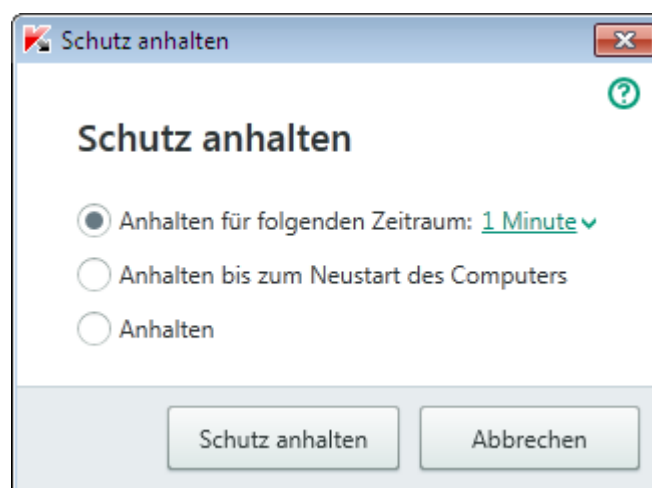 Schutz anhalten
Schutz anhalten
Anhalten für folgenden Zeitraum: 1 Minute
Anhalten bis zum Neustart des Computers
Anhalten
Schutz anhalten Abbrechen